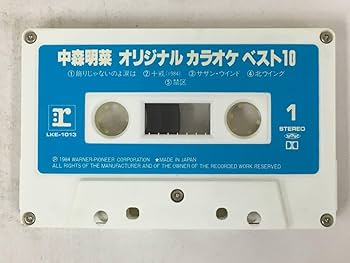 中森明菜 オリジナル カラオケ ベスト10
①飾りじゃないのよ涙は ②十戒(1984) ③サザン・ウインド ④北ウイング
⑤禁区
r
LKE-1013
1
STEREO
℗ 1984 WARNER-PIONEER CORPORATION ★MADE IN JAPAN
ALL RIGHTS OF THE MANUFACTURER AND OF THE OWNER OF THE RECORDED WORK RESERVED